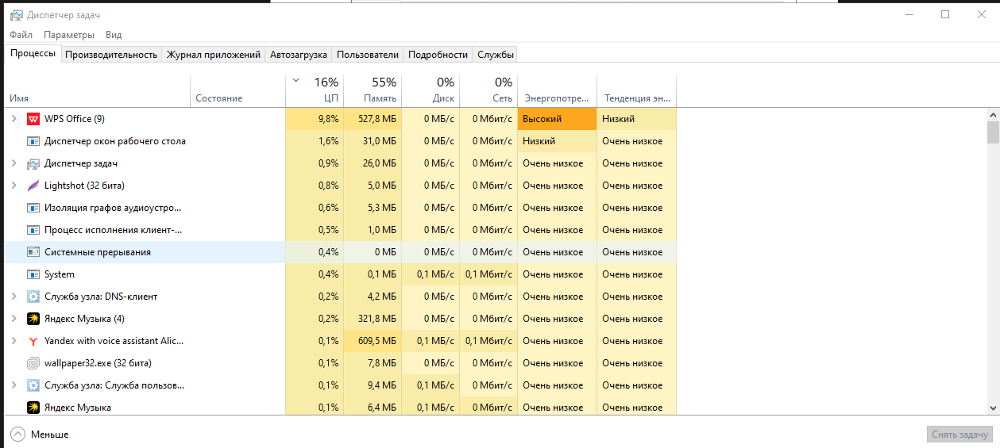 Диспетчер задач
Файл Параметры Вид
Процессы Производительность Журнал приложений Автозагрузка Пользователи Подробности Службы
16% 55% 0% 0%
Имя Состояние ЦП Память Диск Сеть Энергопотре... Тенденция эн...
WPS Office (9) 9,8% 527,8 МБ 0 МБ/с 0 Мбит/с Высокий Низкий
Диспетчер окон рабочего стола 1,6% 31,0 МБ 0 МБ/с 0 Мбит/с Низкий Очень низкое
Диспетчер задач 0,9% 26,0 МБ 0 МБ/с 0 Мбит/с Очень низкое Очень низкое
Lightshot (32 бита) 0,8% 5,0 МБ 0 МБ/с 0 Мбит/с Очень низкое Очень низкое
Изоляция графов аудиоустро... 0,6% 5,3 МБ 0 МБ/с 0 Мбит/с Очень низкое Очень низкое
Процесс исполнения клиент-... 0,5% 1,0 МБ 0 МБ/с 0 Мбит/с Очень низкое Очень низкое
Системные прерывания 0,4% 0 МБ 0 МБ/с 0 Мбит/с Очень низкое Очень низкое
System 0,4% 0,1 МБ 0,1 МБ/с 0,1 Мбит/с Очень низкое Очень низкое
Служба узла: DNS-клиент 0,2% 4,2 МБ 0 МБ/с 0 Мбит/с Очень низкое Очень низкое
Яндекс Музыка (4) 0,2% 321,8 МБ 0 МБ/с 0 Мбит/с Очень низкое Очень низкое
Yandex with voice assistant Alic... 0,1% 609,5 МБ 0,1 МБ/с 0,1 Мбит/с Очень низкое Очень низкое
wallpaper32.exe (32 бита) 0,1% 7,8 МБ 0 МБ/с 0 Мбит/с Очень низкое Очень низкое
Служба узла: Служба пользов... 0,1% 9,4 МБ 0,1 МБ/с 0 Мбит/с Очень низкое Очень низкое
Яндекс Музыка 0,1% 6,4 МБ 0,1 МБ/с 0 Мбит/с Очень низкое Очень низкое
Меньше Снять задачу